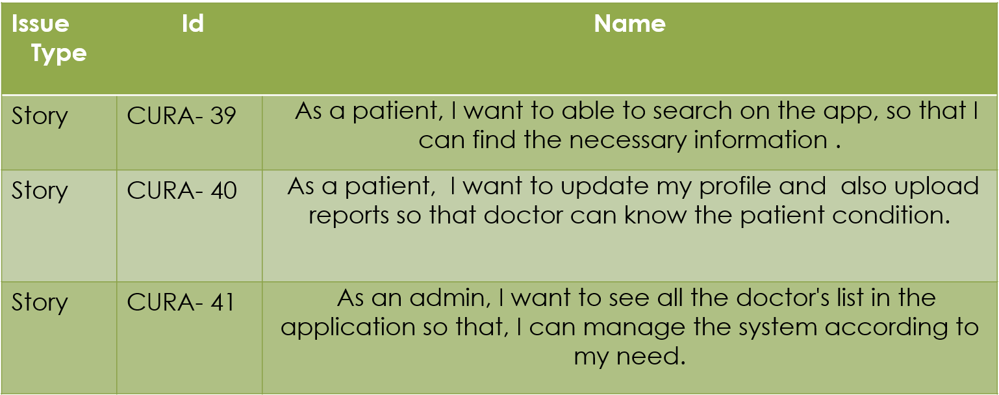 Issue Type Id Name
Story CURA- 39 As a patient, I want to able to search on the app, so that I
can find the necessary information .
Story CURA- 40 As a patient, I want to update my profile and also upload
reports so that doctor can know the patient condition.
Story CURA- 41 As an admin, I want to see all the doctor's list in the
application so that, I can manage the system according to
my need.